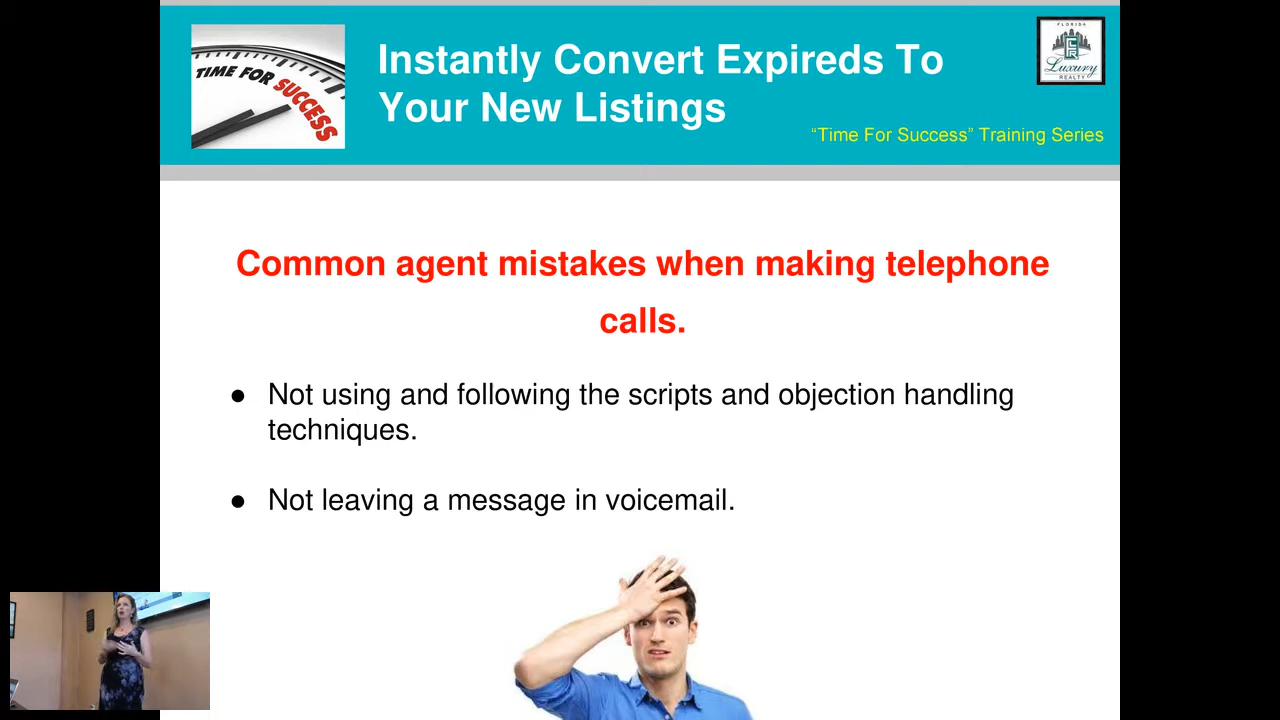 TIME FOR SUCCESS
Instantly Convert Expireds To
Your New Listings
FLORIDA
Luxury
REALTY
“Time For Success” Training Series
Common agent mistakes when making telephone
calls.
● Not using and following the scripts and objection handling
techniques.
● Not leaving a message in voicemail.